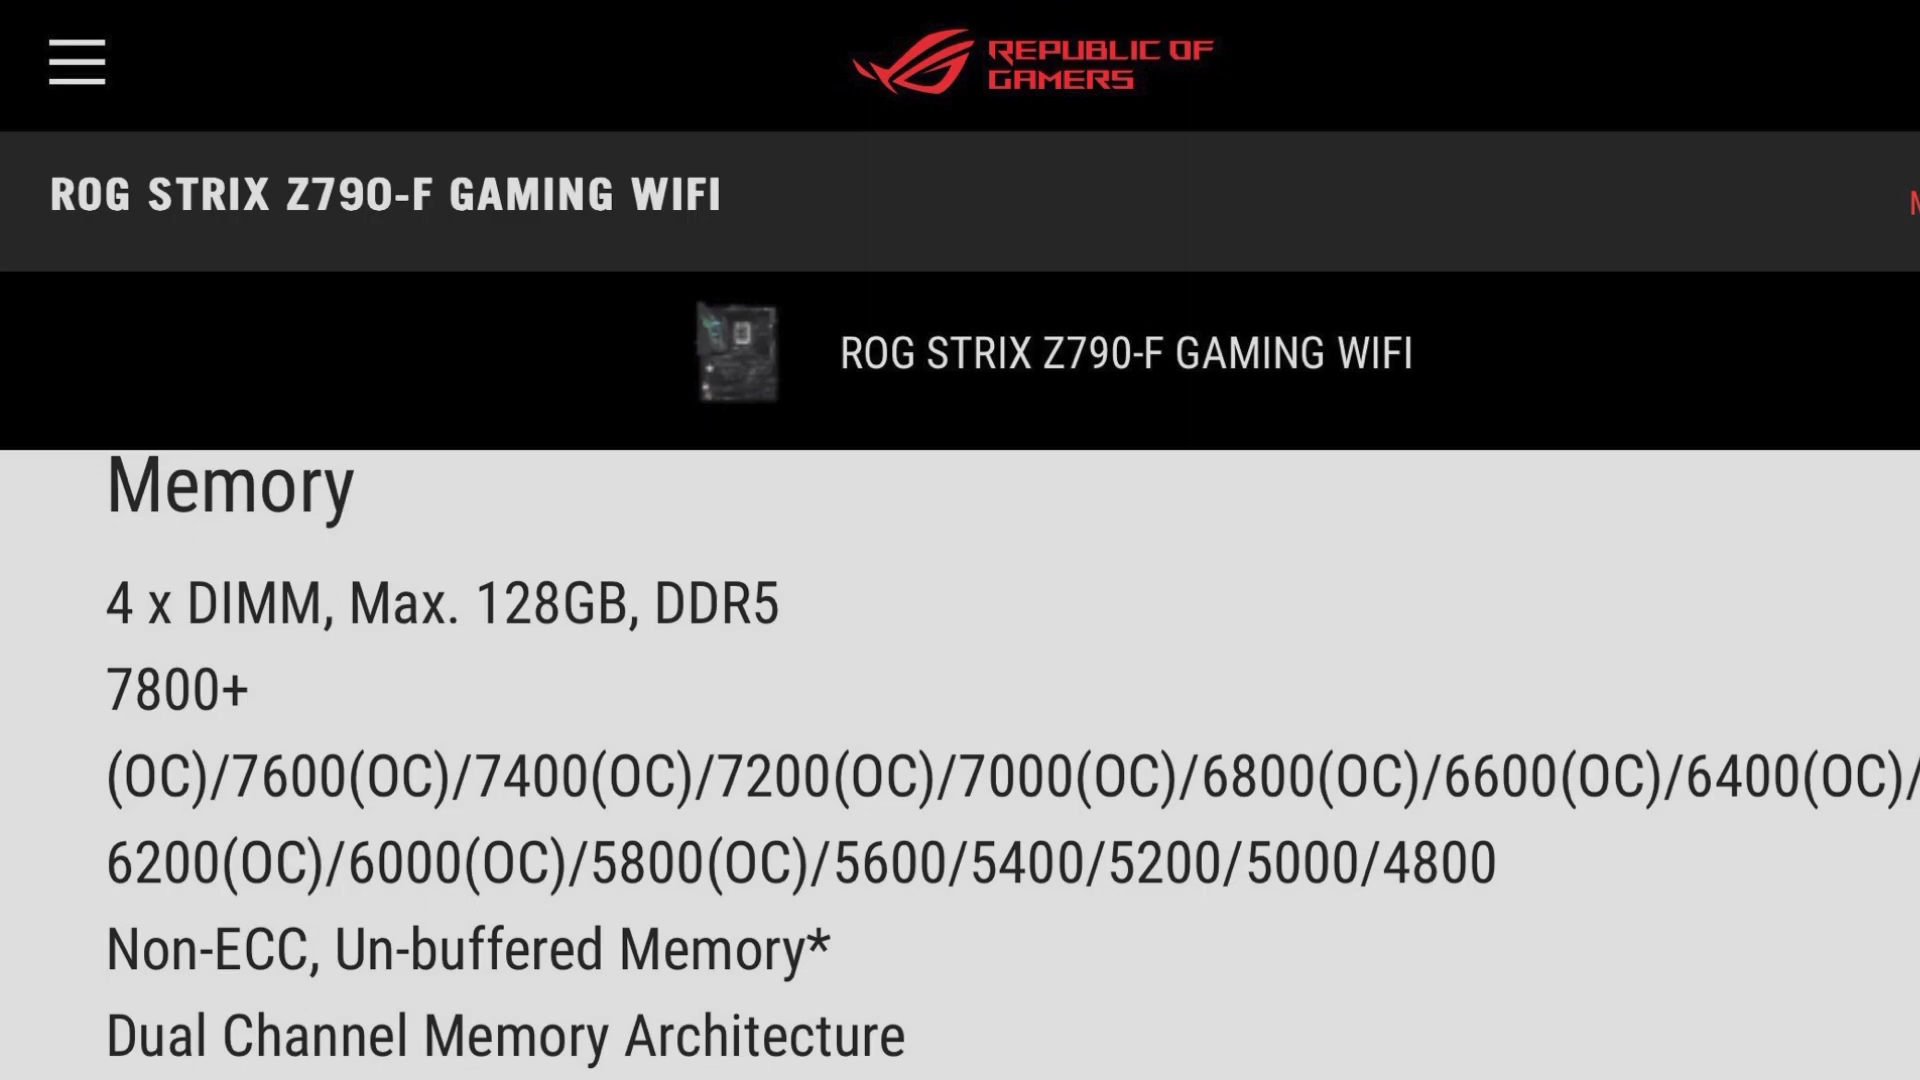 REPUBLIC OF
GAMERS
ROG STRIX Z790-F GAMING WIFI
ROG STRIX Z790-F GAMING WIFI
Memory
4 x DIMM, Max. 128GB, DDR5
7800+
(OC)/7600(OC)/7400(OC)/7200(OC)/7000(OC)/6800(OC)/6600(OC)/6400(OC)/
6200(OC)/6000(OC)/5800(OC)/5600/5400/5200/5000/4800
Non-ECC, Un-buffered Memory*
Dual Channel Memory Architecture